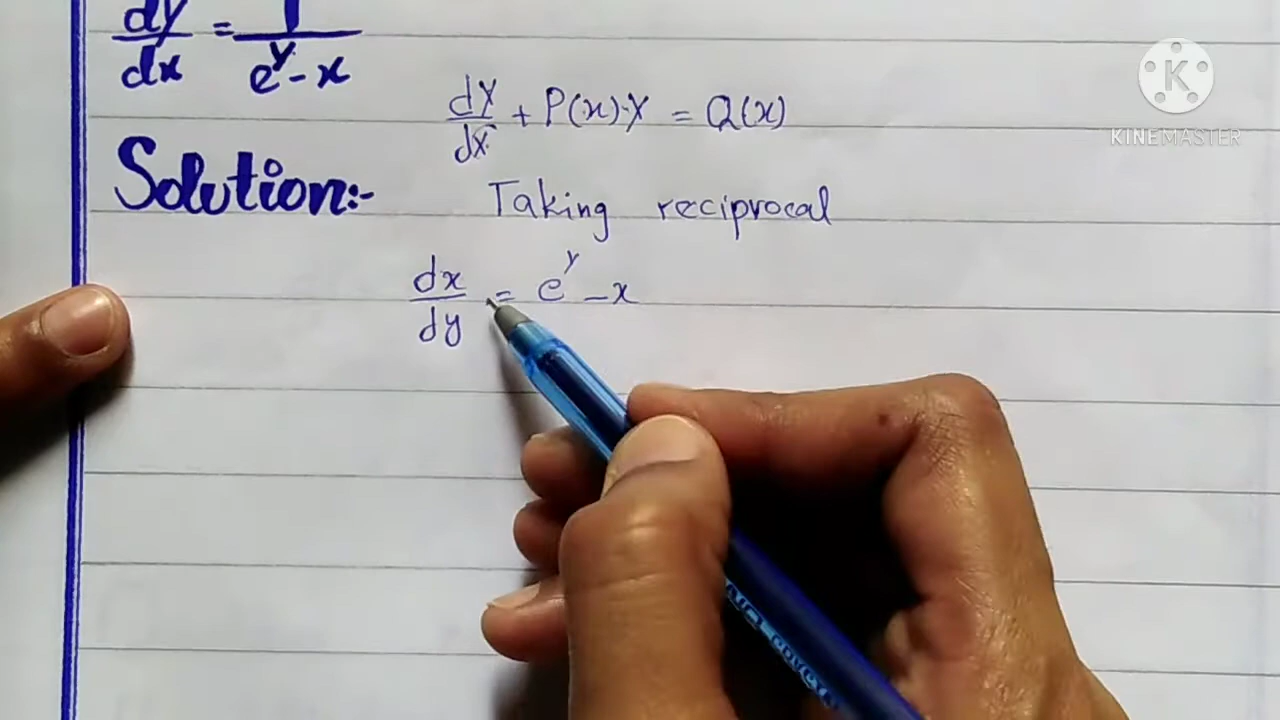 dy/dx = 1/(e^y - x)
dy/dx + P(x)·y = Q(x)
Solution:-
Taking reciprocal
dx/dy = e^y - x
K
KINEMASTER